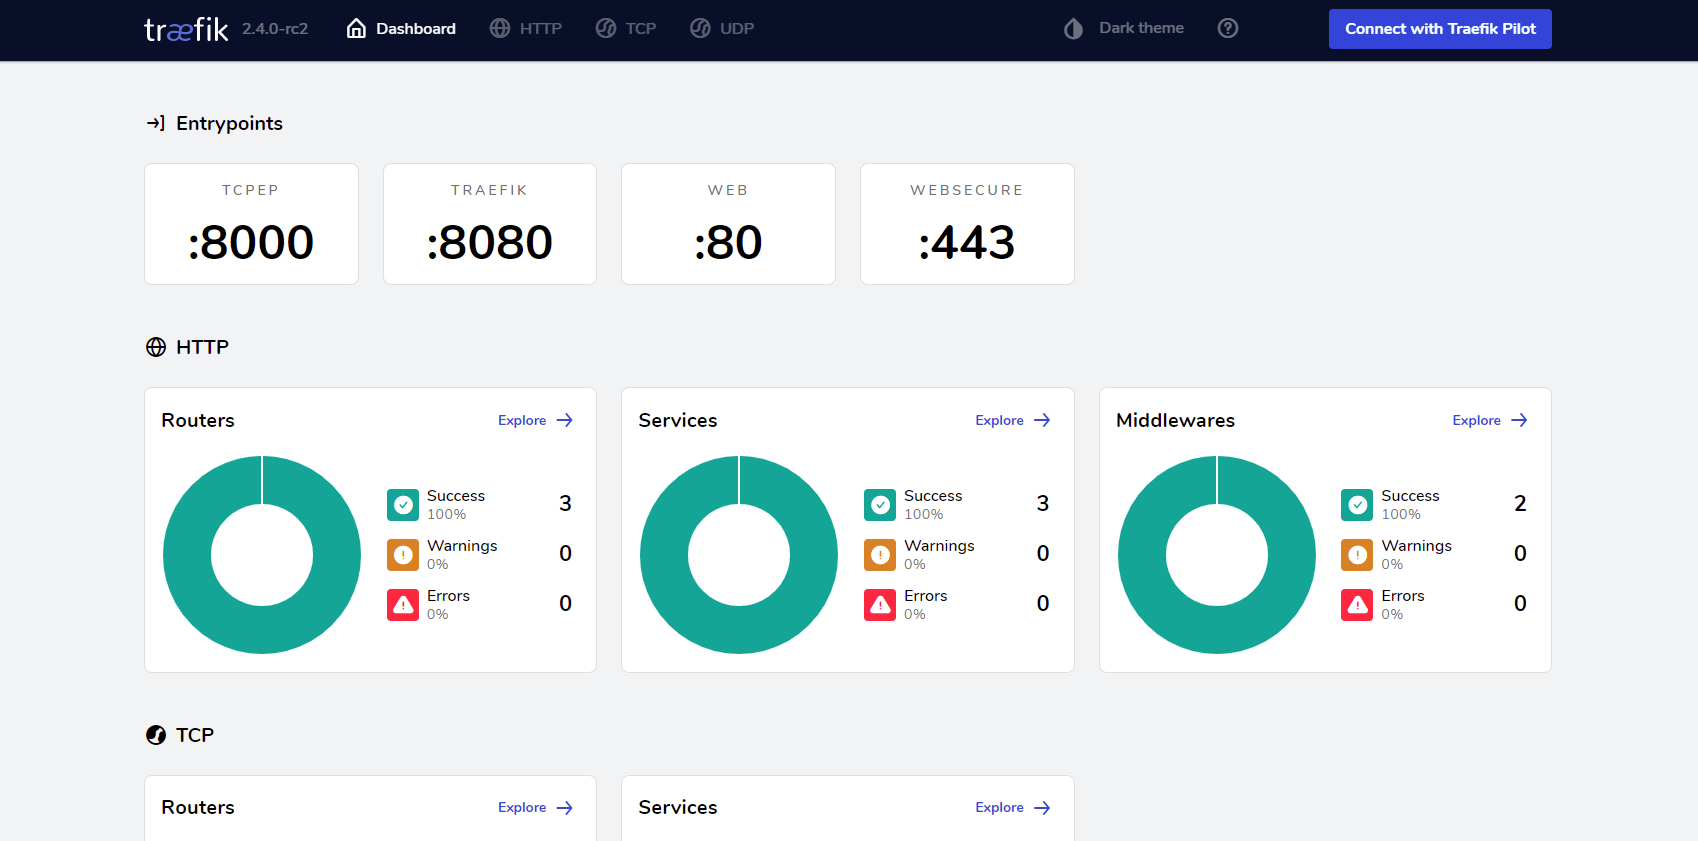 træfik 2.4.0-rc2 Dashboard HTTP TCP UDP Dark theme Connect with Traefik Pilot
Entrypoints
TCPEP TRAEFIK WEB WEBSECURE
:8000 :8080 :80 :443
HTTP
Routers Explore
Success 3
100%
Warnings 0
0%
Errors 0
0%
Services Explore
Success 3
100%
Warnings 0
0%
Errors 0
0%
Middlewares Explore
Success 2
100%
Warnings 0
0%
Errors 0
0%
TCP
Routers Explore
Services Explore